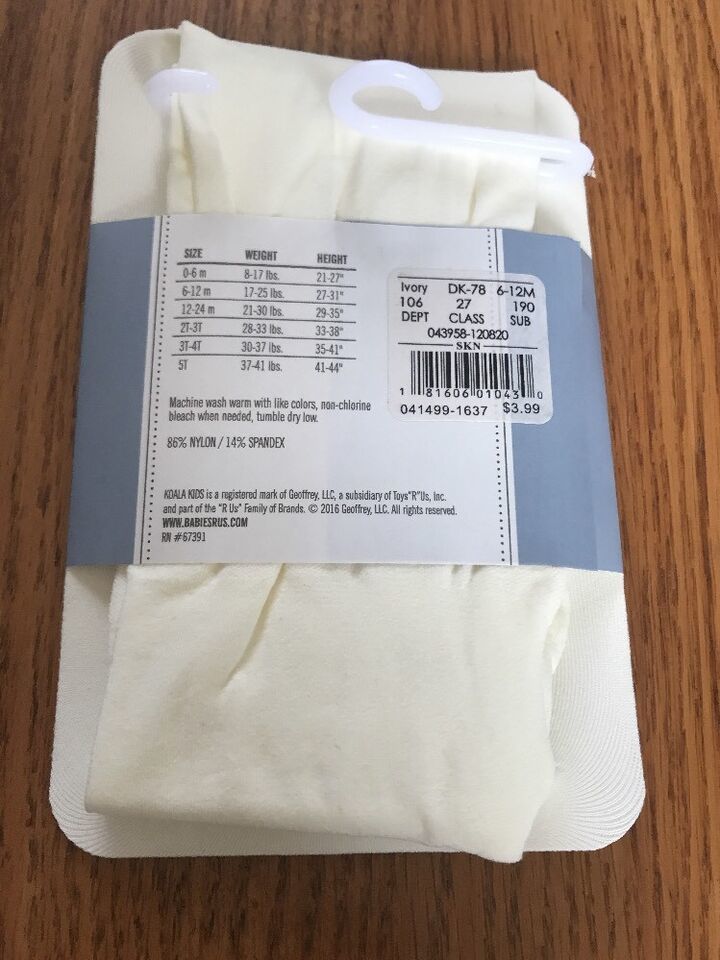 SIZE WEIGHT HEIGHT
0-6 m 8-17 lbs. 21-27"
6-12 m 17-25 lbs. 27-31"
12-24 m 21-30 lbs. 29-35"
2T-3T 28-33 lbs. 33-38"
3T-4T 30-37 lbs. 35-41"
5T 37-41 lbs. 41-44"
Machine wash warm with like colors, non-chlorine
bleach when needed, tumble dry low.
86% NYLON / 14% SPANDEX
KOALA KIDS is a registered mark of Geoffrey, LLC, a subsidiary of Toys"R"Us, Inc.
and part of the "R Us" Family of Brands. © 2016 Geoffrey, LLC. All rights reserved.
WWW.BABIESRUS.COM
RN #67391
Ivory DK-78 6-12M
106 27 190
DEPT CLASS SUB
043958-120820
SKN
1 81606 01043 0
041499-1637 $3.99